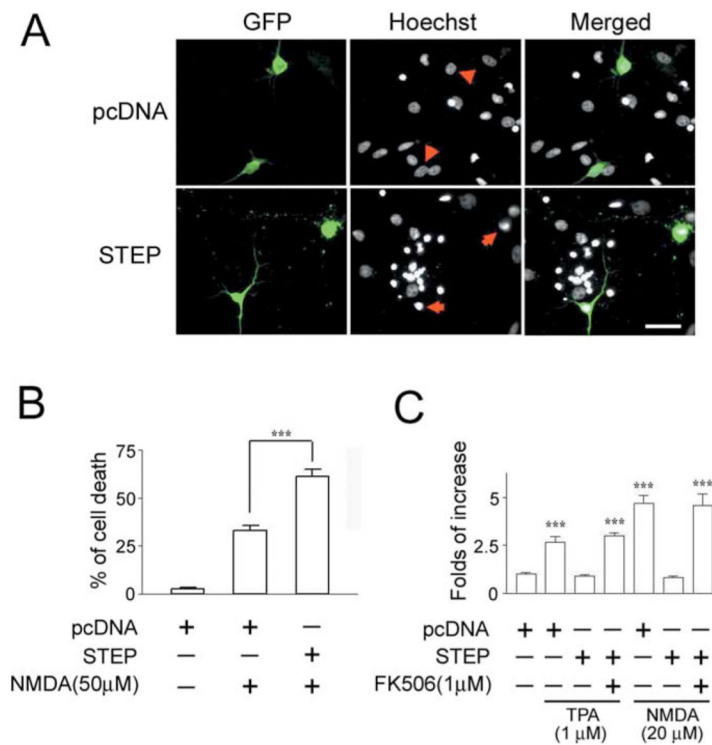 A
GFP Hoechst Merged
pcDNA
STEP
B
***
75
50
25
0
% of cell death
pcDNA + + −
STEP − − +
NMDA(50μM) − + +
C
*** *** *** ***
5
2.5
0
Folds of increase
pcDNA + + − − + − −
STEP − − + + − + +
FK506(1μM) − − − + − − +
TPA NMDA
(1 μM) (20 μM)